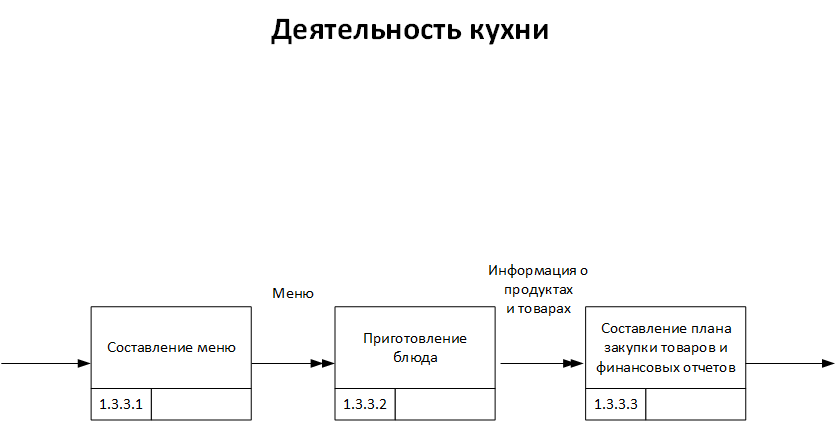 Деятельность кухни
Информация о
продуктах
и товарах
Меню
Составление меню
Приготовление
блюда
Составление плана
закупки товаров и
финансовых отчетов
1.3.3.1
1.3.3.2
1.3.3.3